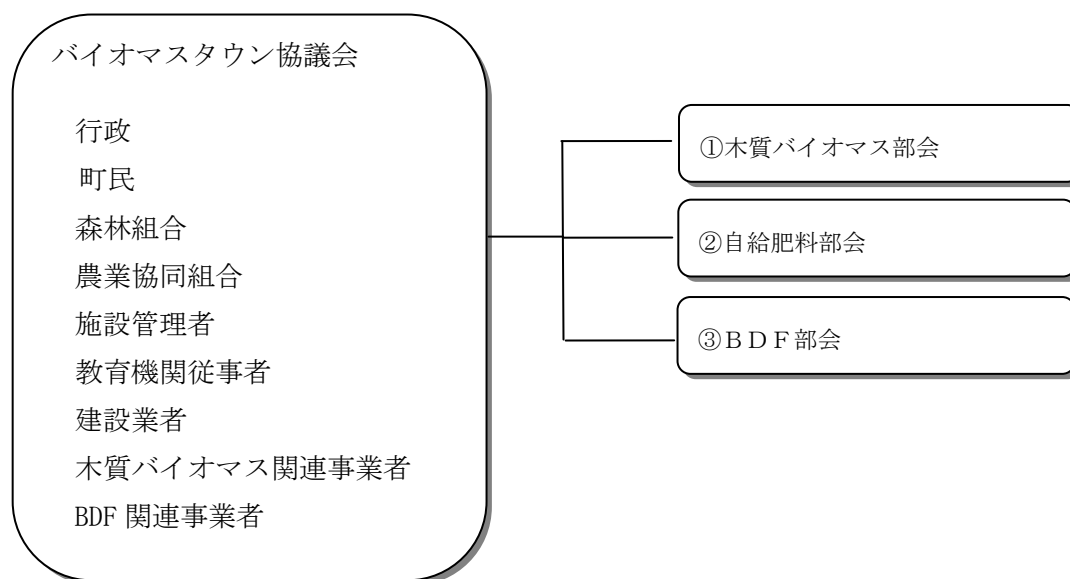 バイオマスタウン協議会
行政
町民
森林組合
農業協同組合
施設管理者
教育機関従事者
建設業者
木質バイオマス関連事業者
BDF関連事業者
①木質バイオマス部会
②自給肥料部会
③ＢＤＦ部会